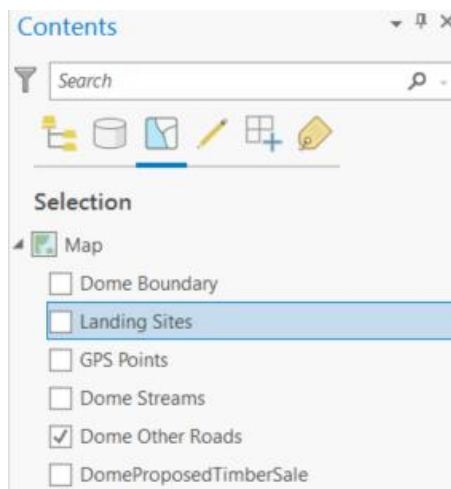 Contents
Search
Selection
Map
Dome Boundary
Landing Sites
GPS Points
Dome Streams
Dome Other Roads
DomeProposedTimberSale